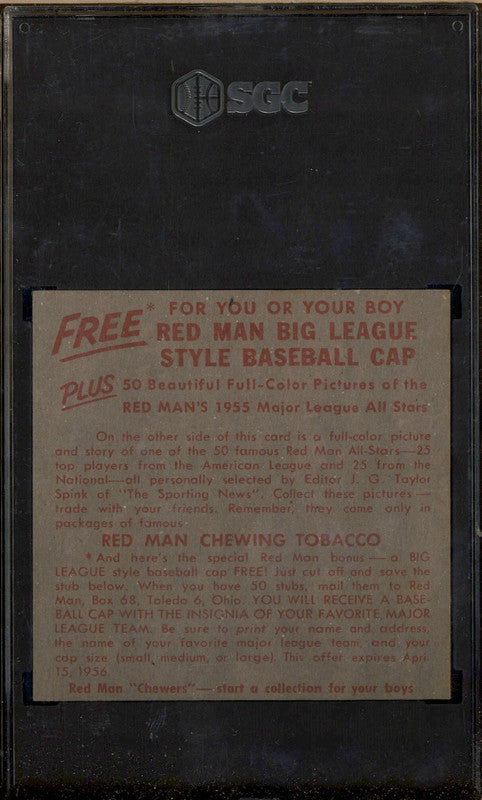 SGC
FREE* FOR YOU OR YOUR BOY
RED MAN BIG LEAGUE
STYLE BASEBALL CAP
PLUS 50 Beautiful Full-Color Pictures of the
RED MAN'S 1955 Major League All Stars
On the other side of this card is a full-color picture
and story of one of the 50 famous Red Man All-Stars—25
top players from the American League and 25 from the
National—all personally selected by Editor J. G. Taylor
Spink of "The Sporting News". Collect these pictures —
trade with your friends. Remember, they come only in
packages of famous
RED MAN CHEWING TOBACCO
* And here's the special Red Man bonus — a BIG
LEAGUE style baseball cap FREE! Just cut off and save the
stub below. When you have 50 stubs, mail them to Red
Man, Box 68, Toledo 6, Ohio. YOU WILL RECEIVE A BASE-
BALL CAP WITH THE INSIGNIA OF YOUR FAVORITE MAJOR
LEAGUE TEAM. Be sure to print your name and address,
the name of your favorite major league team, and your
cap size (small, medium, or large). This offer expires April
15, 1956.
Red Man "Chewers"—start a collection for your boys